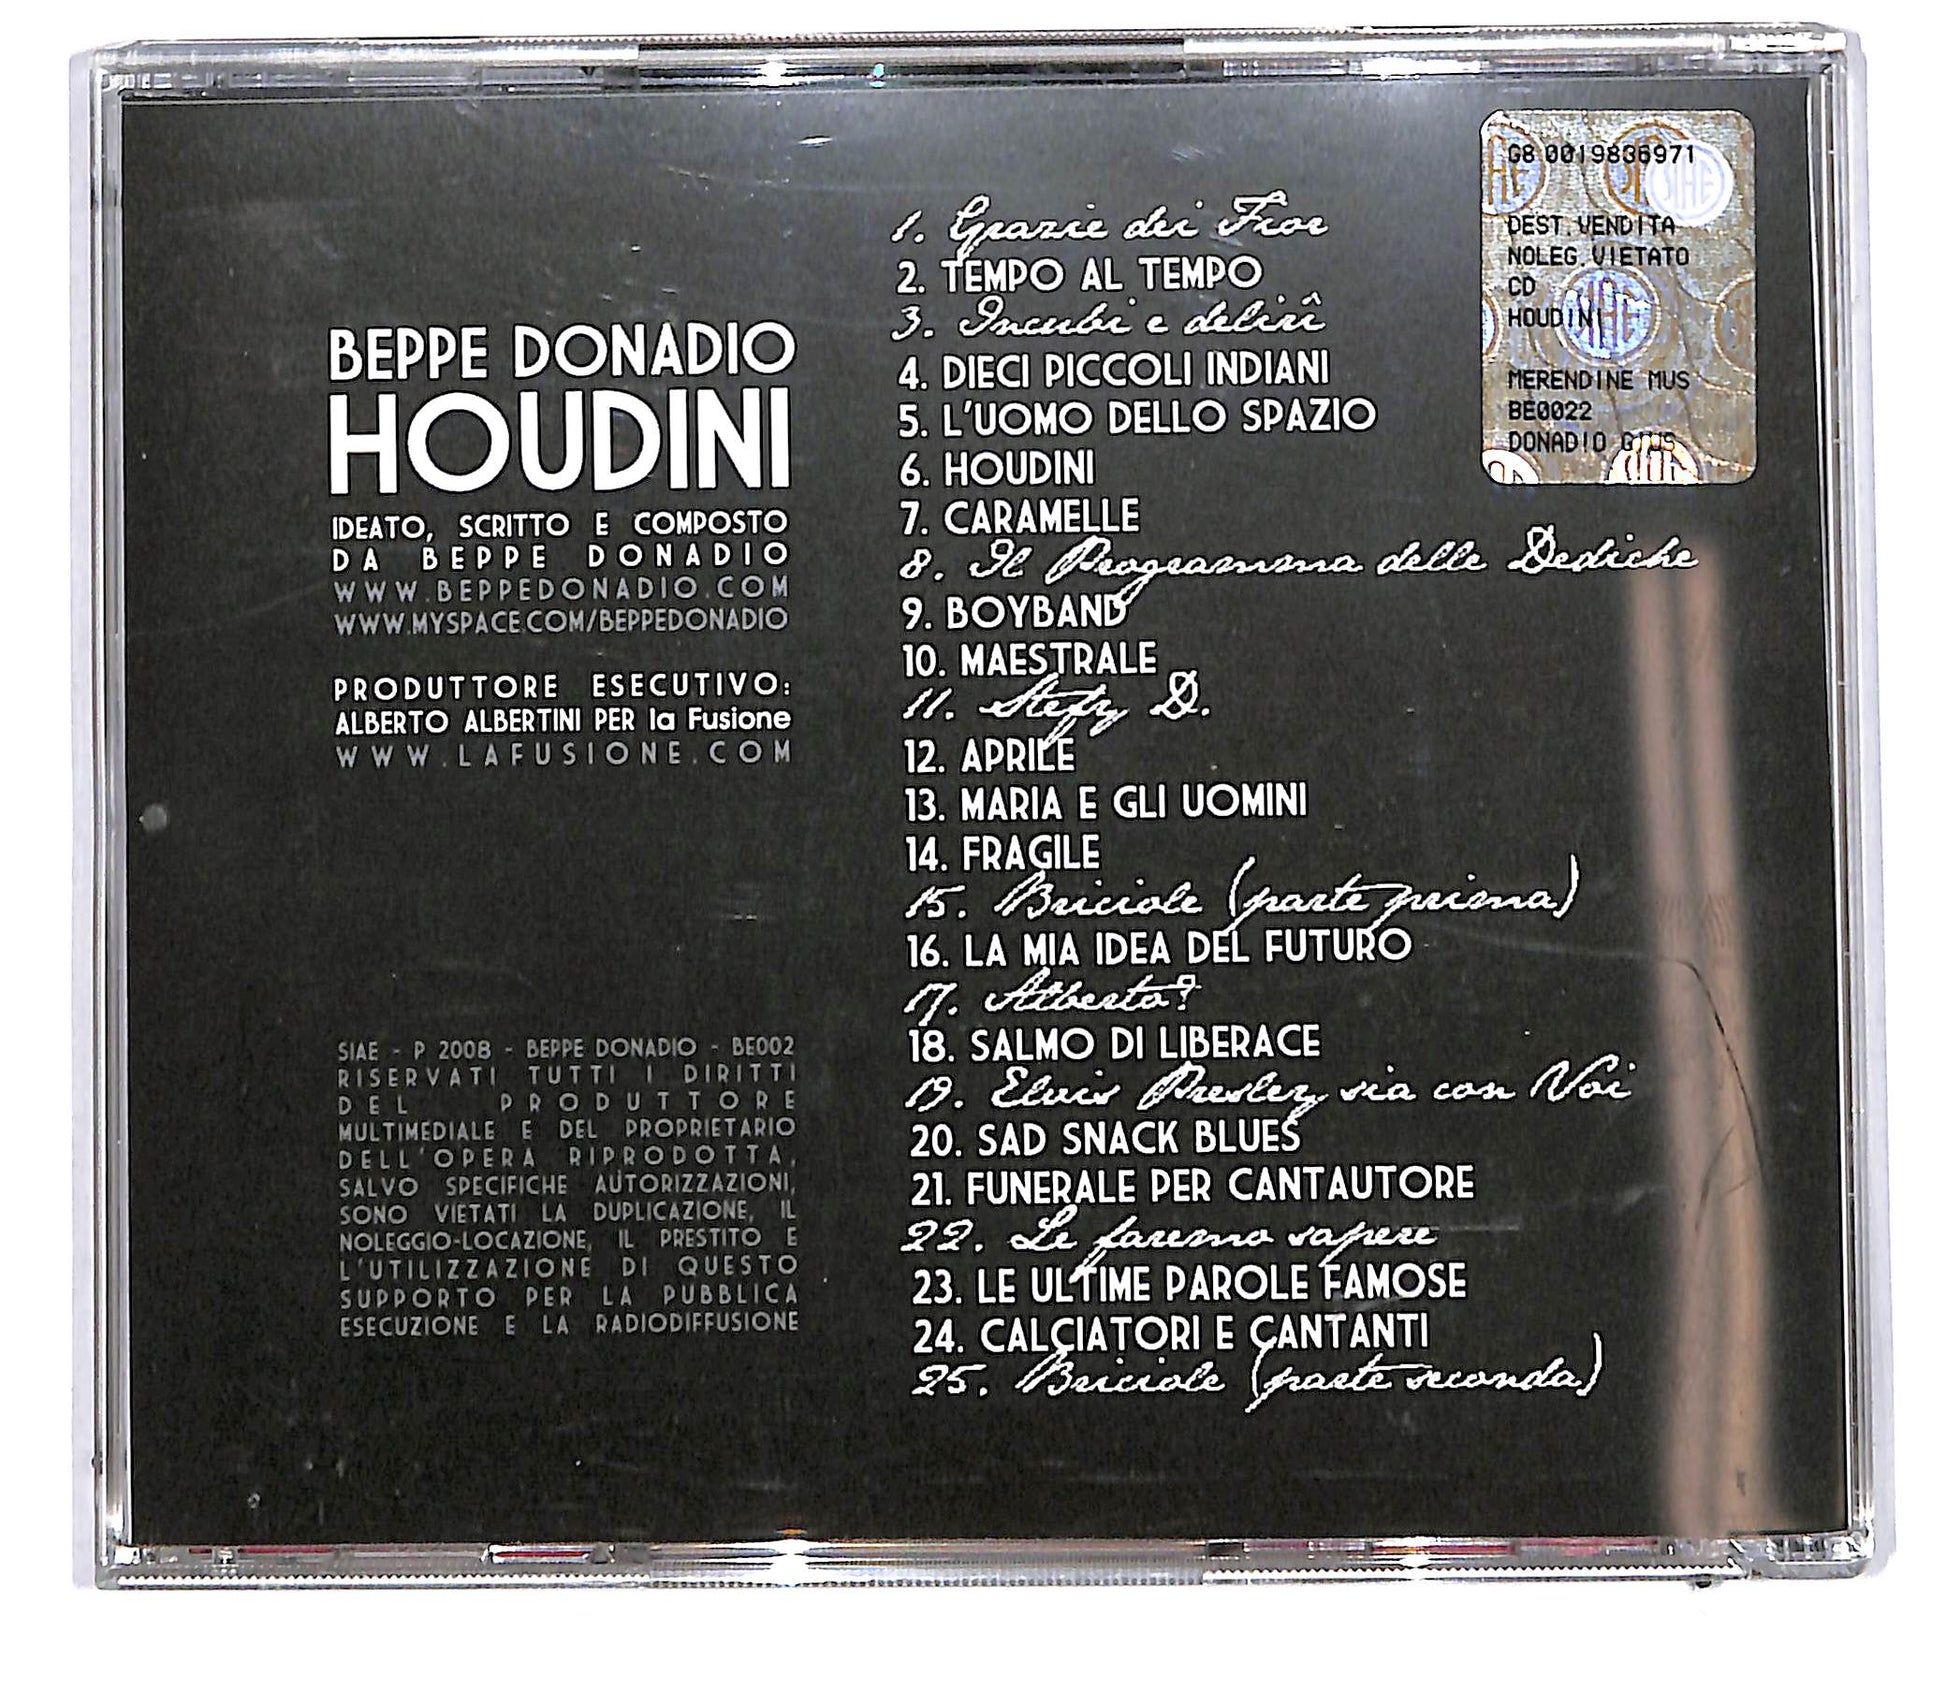 BEPPE DONADIO
HOUDINI
IDEATO, SCRITTO E COMPOSTO
DA BEPPE DONADIO
WWW.BEPPEDONADIO.COM
WWW.MYSPACE.COM/BEPPEDONADIO
PRODUTTORE ESECUTIVO:
ALBERTO ALBERTINI PER la Fusione
WWW.LAFUSIONE.COM
SIAE - P 2008 - BEPPE DONADIO - BE002
RISERVATI TUTTI I DIRITTI
DEL PRODUTTORE
MULTIMEDIALE E DEL PROPRIETARIO
DELL'OPERA RIPRODOTTA,
SALVO SPECIFICHE AUTORIZZAZIONI,
SONO VIETATI LA DUPLICAZIONE, IL
NOLEGGIO-LOCAZIONE, IL PRESTITO E
L'UTILIZZAZIONE DI QUESTO
SUPPORTO PER LA PUBBLICA
ESECUZIONE E LA RADIODIFFUSIONE
1. Grazie dei Fior
2. TEMPO AL TEMPO
3. Incubi e delirî
4. DIECI PICCOLI INDIANI
5. L'UOMO DELLO SPAZIO
6. HOUDINI
7. CARAMELLE
8. Il Programma delle Dediche
9. BOYBAND
10. MAESTRALE
11. Stefy D.
12. APRILE
13. MARIA E GLI UOMINI
14. FRAGILE
15. Briciole (parte prima)
16. LA MIA IDEA DEL FUTURO
17. Alberto?
18. SALMO DI LIBERACE
19. Elvis Presley sia con Voi
20. SAD SNACK BLUES
21. FUNERALE PER CANTAUTORE
22. Le faremo sapere
23. LE ULTIME PAROLE FAMOSE
24. CALCIATORI E CANTANTI
25. Briciole (parte seconda)
G8 0019836971
DEST.VENDITA
NOLEG.VIETATO
CD
HOUDINI
MERENDINE MUS
BE0022
DONADIO GIUS
SIAE